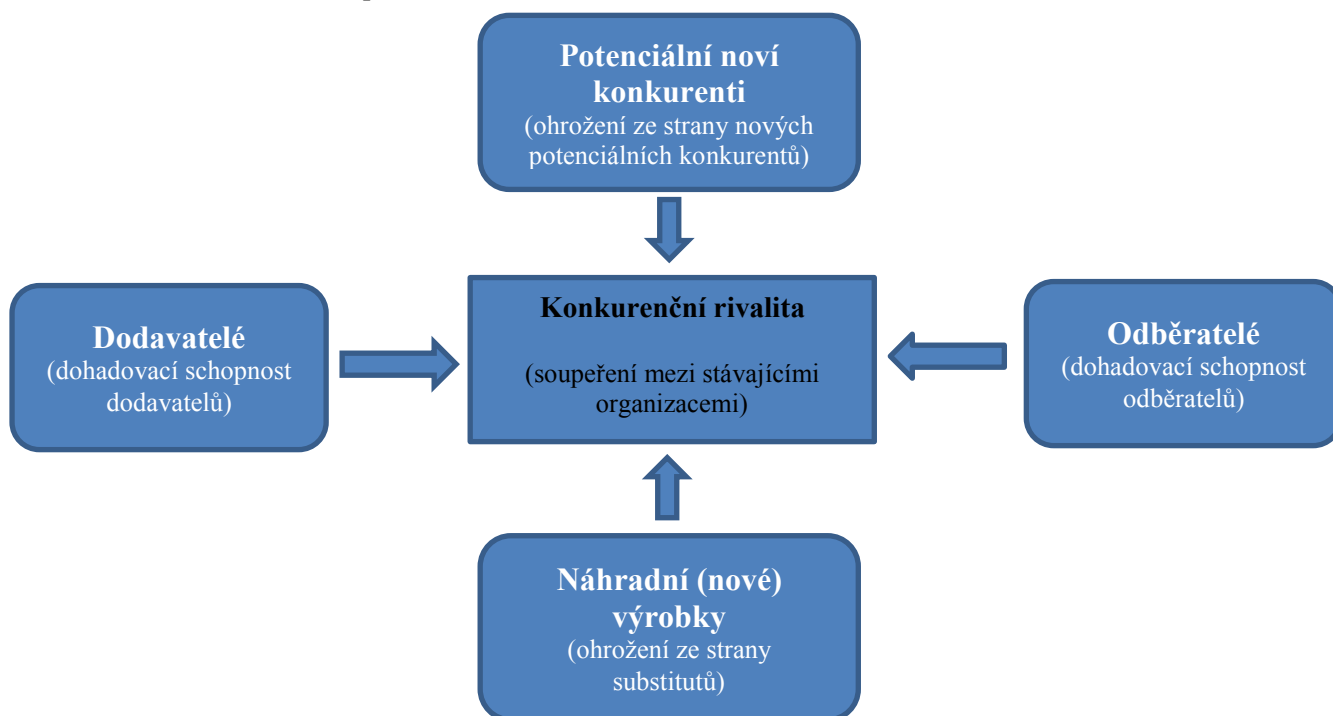 Potenciální noví
konkurenti
(ohrožení ze strany nových
potenciálních konkurentů)
Dodavatelé
(dohadovací schopnost
dodavatelů)
Konkurenční rivalita
(soupeření mezi stávajícími
organizacemi)
Odběratelé
(dohadovací schopnost
odběratelů)
Náhradní (nové)
výrobky
(ohrožení ze strany
substitutů)